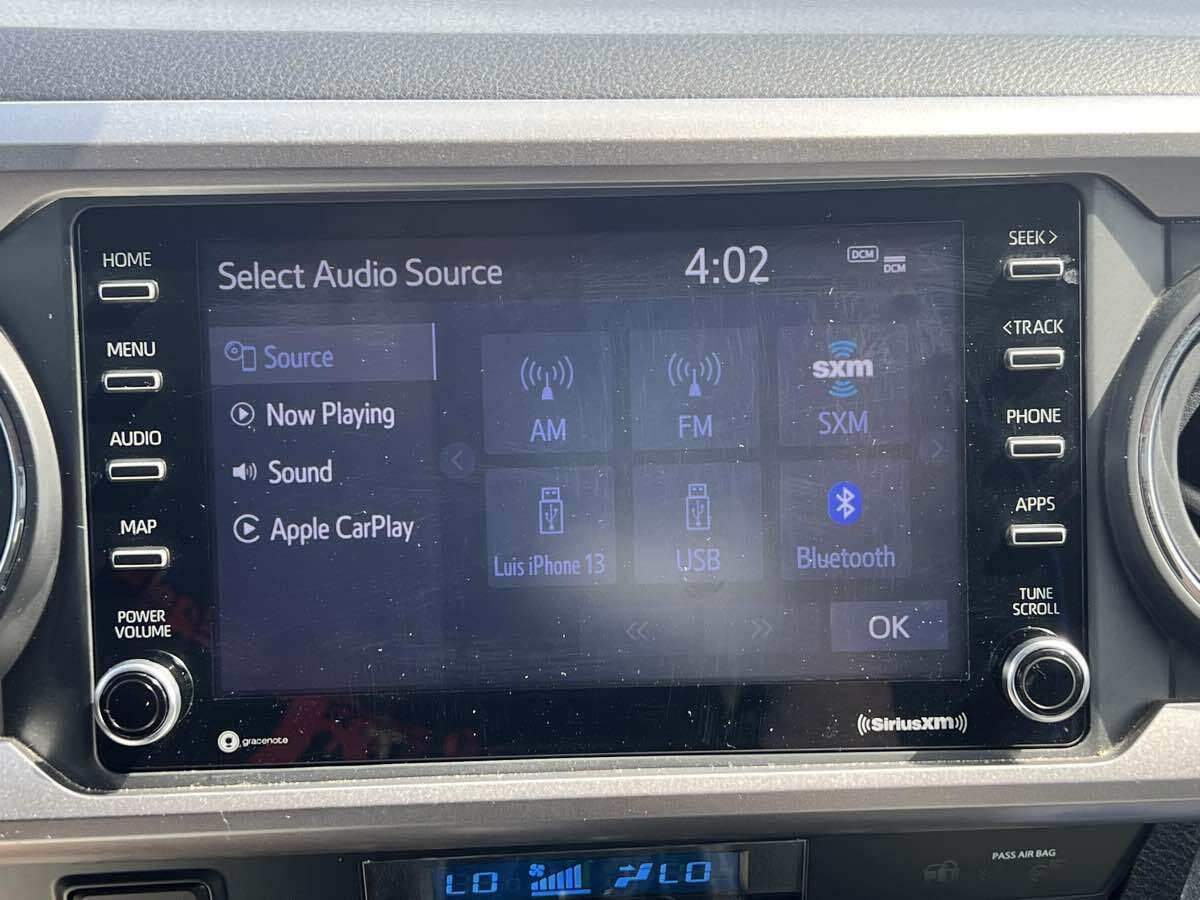 HOME
MENU
AUDIO
MAP
POWER
VOLUME
Select Audio Source
4:02
DCM
DCM
Source
Now Playing
Sound
Apple CarPlay
AM
FM
sxm
SXM
Luis iPhone 13
USB
Bluetooth
OK
SEEK>
<TRACK
PHONE
APPS
TUNE
SCROLL
gracenote
((SiriusXM))
LO
LO
PASS AIR BAG